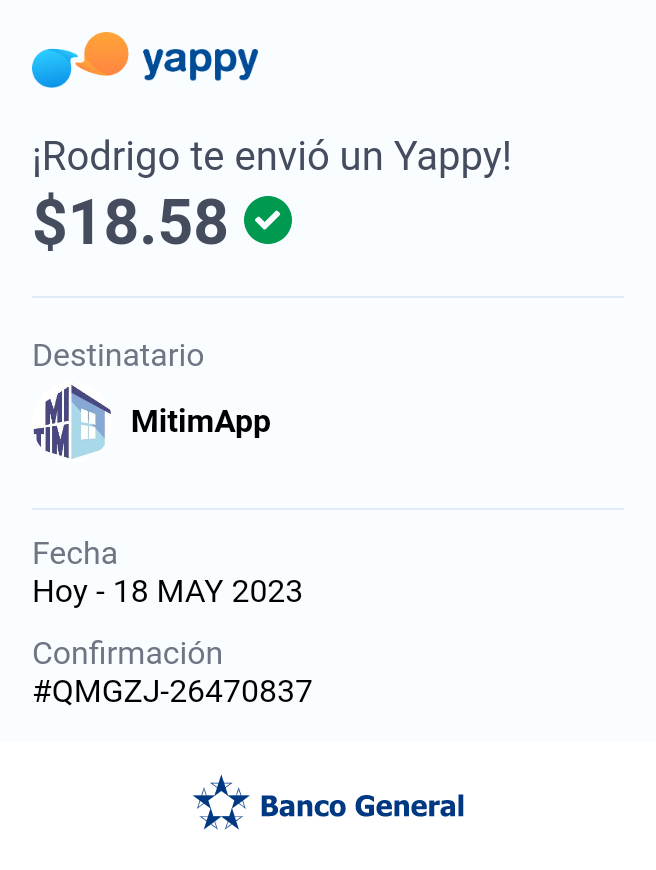 yappy
¡Rodrigo te envió un Yappy!
$18.58
Destinatario
MI
TIM
MitimApp
Fecha
Hoy - 18 MAY 2023
Confirmación
#QMGZJ-26470837
Banco General